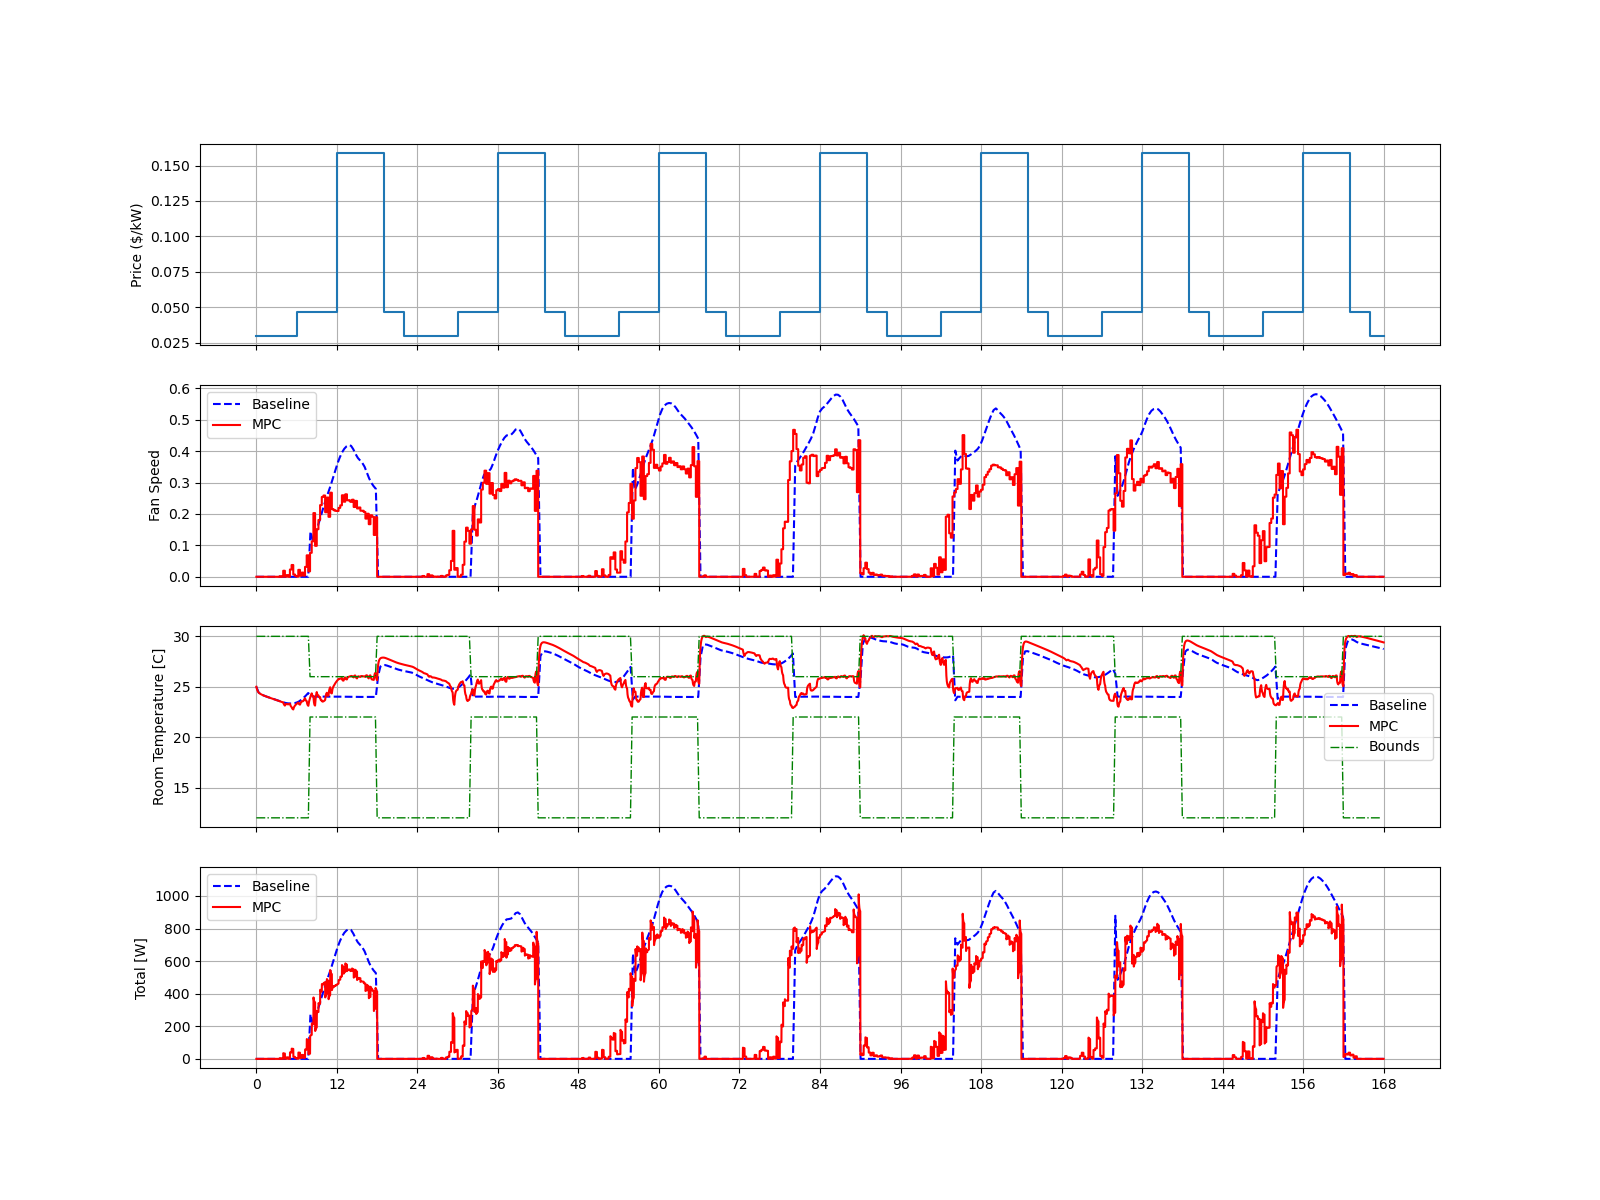 0.150
0.125
0.100
0.075
0.050
0.025
Price ($/kW)
0.6
0.5
0.4
0.3
0.2
0.1
0.0
Fan Speed
Baseline
MPC
30
25
20
15
Room Temperature [C]
Baseline
MPC
Bounds
1000
800
600
400
200
0
Total [W]
Baseline
MPC
0 12 24 36 48 60 72 84 96 108 120 132 144 156 168